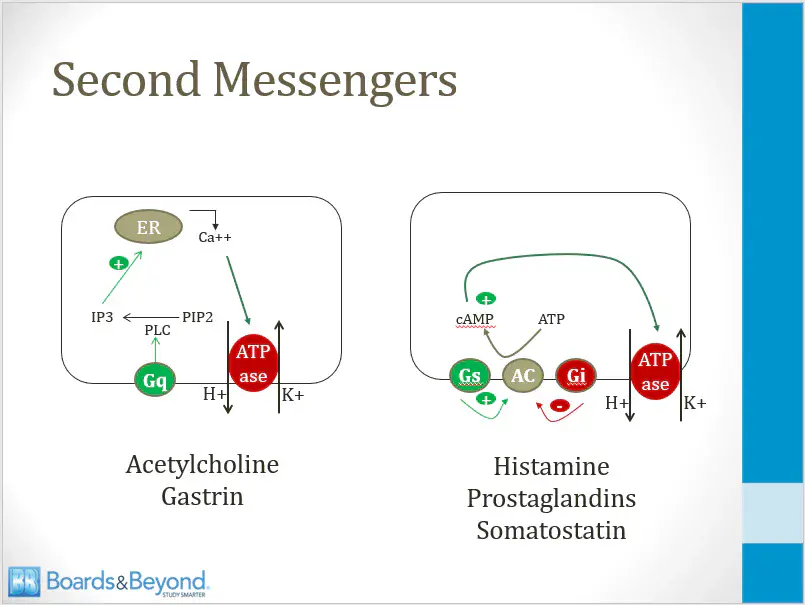 Second Messengers
ER
Ca++
+
IP3
PIP2
PLC
Gq
ATP
ase
H+
K+
Acetylcholine
Gastrin
+
cAMP
ATP
Gs
AC
Gi
+
-
ATP
ase
H+
K+
Histamine
Prostaglandins
Somatostatin
BB Boards&Beyond.
STUDY SMARTER